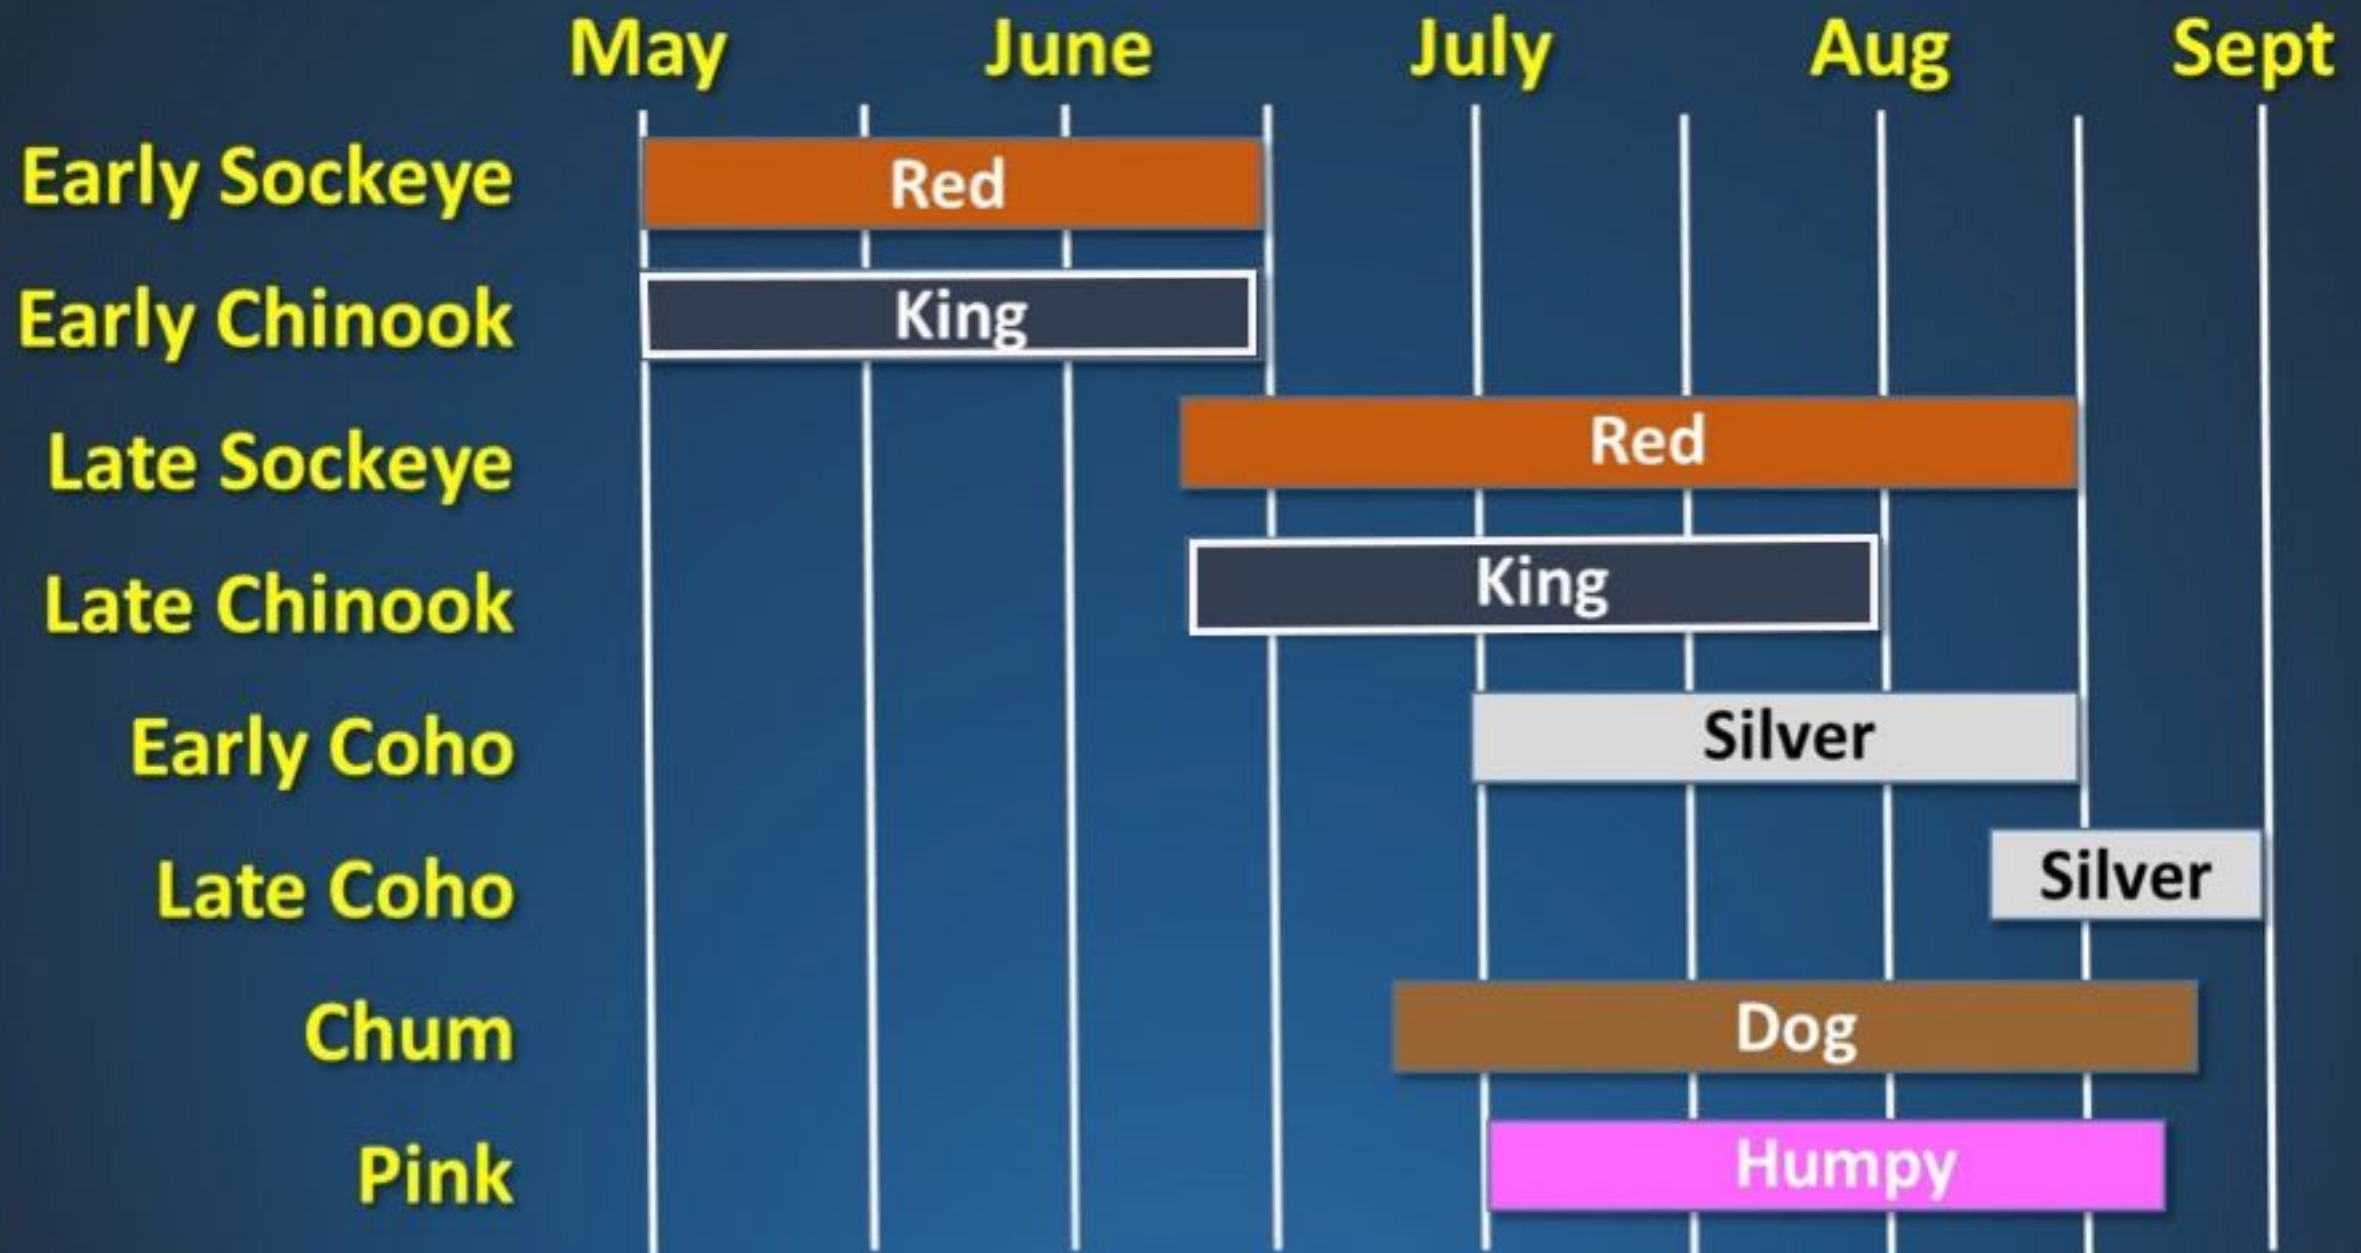 May June July Aug Sept
Early Sockeye Red
Early Chinook King
Late Sockeye Red
Late Chinook King
Early Coho Silver
Late Coho Silver
Chum Dog
Pink Humpy